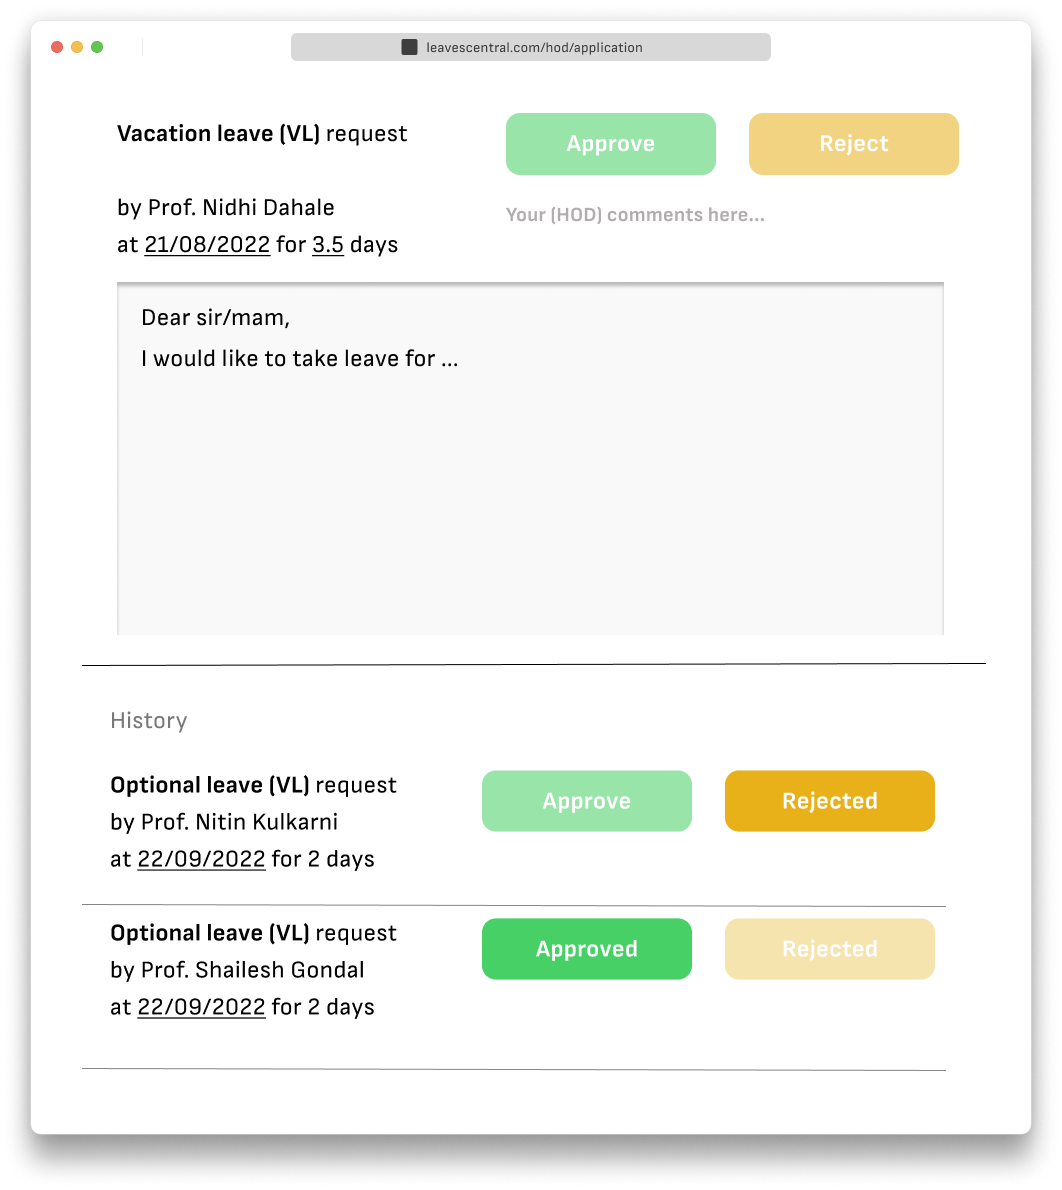 leavescentral.com/hod/application
Vacation leave (VL) request
Approve
Reject
by Prof. Nidhi Dahale
at 21/08/2022 for 3.5 days
Your (HOD) comments here...
Dear sir/mam,
I would like to take leave for ...
History
Optional leave (VL) request
by Prof. Nitin Kulkarni
at 22/09/2022 for 2 days
Approve
Rejected
Optional leave (VL) request
by Prof. Shailesh Gondal
at 22/09/2022 for 2 days
Approved
Rejected